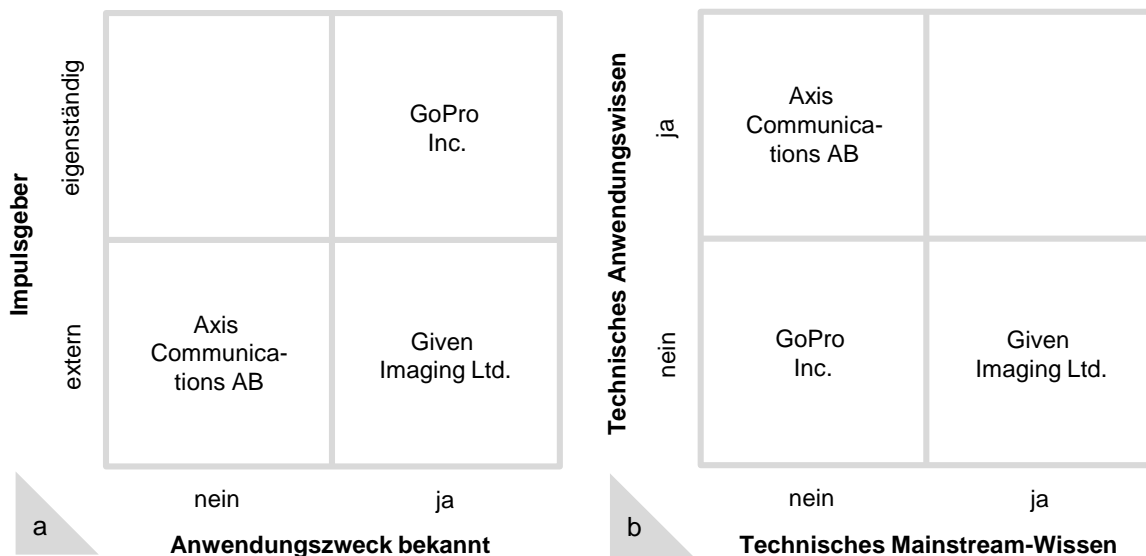 Impulsgeber
eigenständig
extern
GoPro
Inc.
Axis
Communica-
tions AB
Given
Imaging Ltd.
nein
ja
Anwendungszweck bekannt
a
Technisches Anwendungswissen
ja
nein
Axis
Communica-
tions AB
GoPro
Inc.
Given
Imaging Ltd.
nein
ja
Technisches Mainstream-Wissen
b